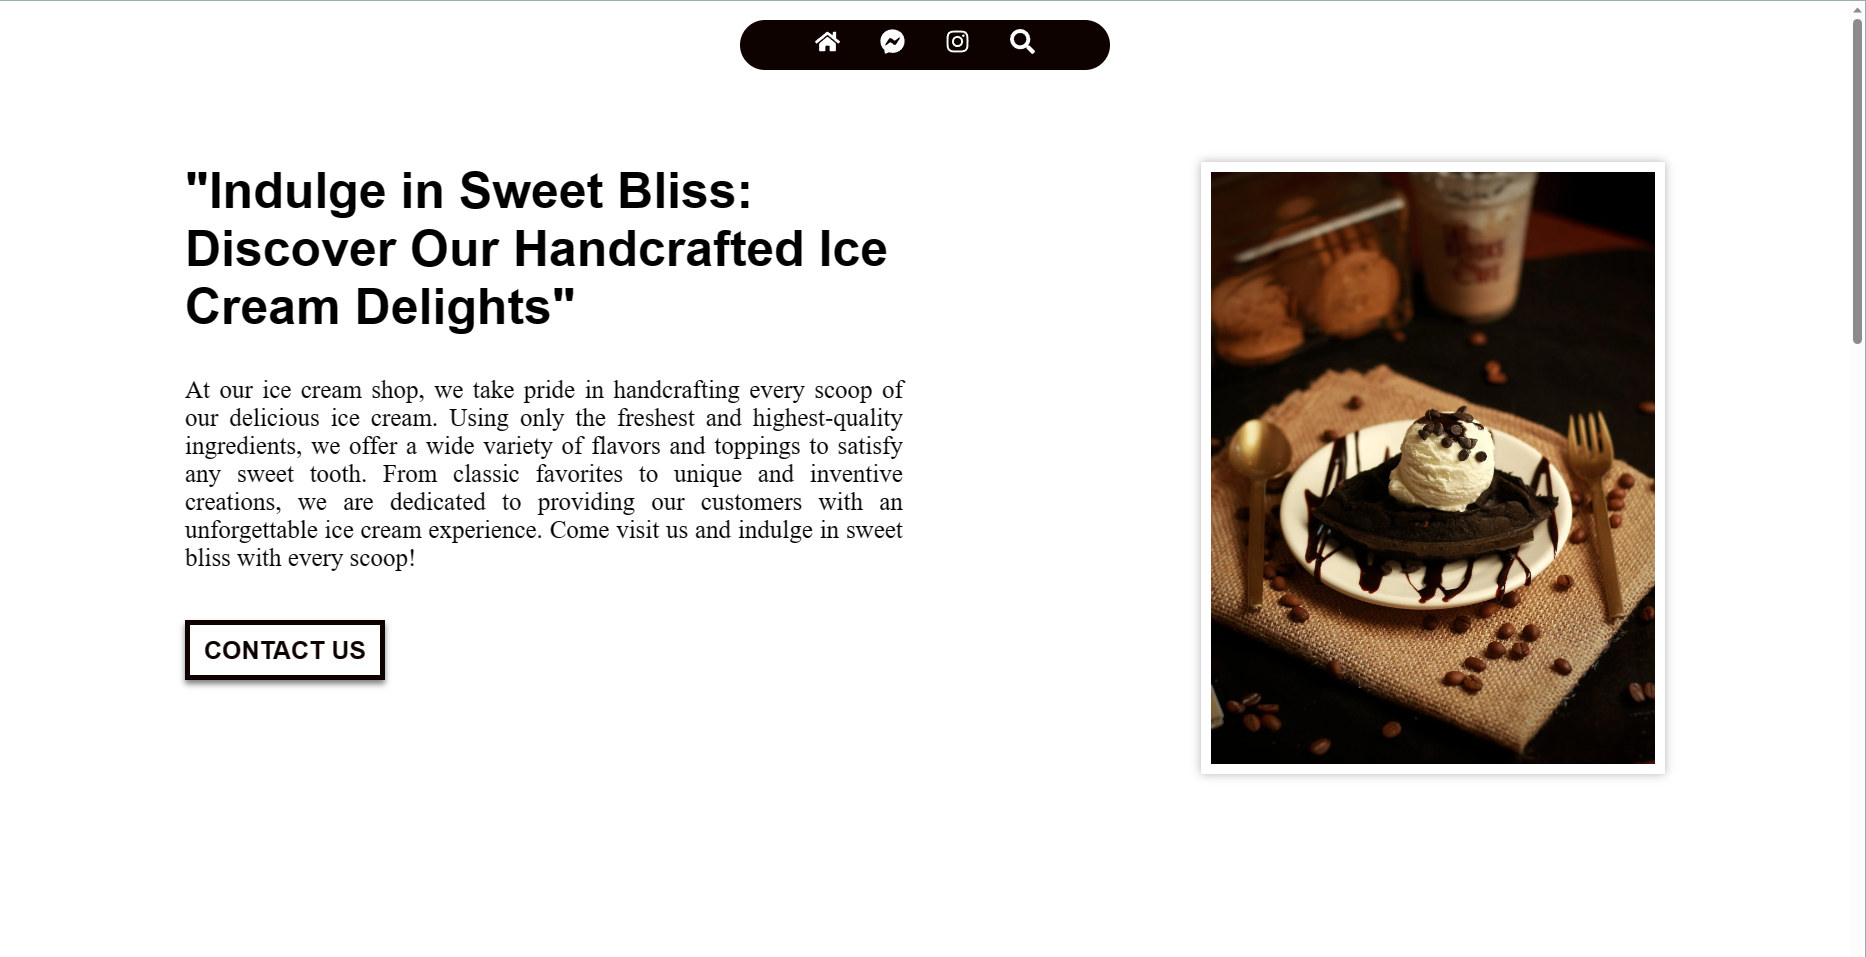 "Indulge in Sweet Bliss:
Discover Our Handcrafted Ice
Cream Delights"
At our ice cream shop, we take pride in handcrafting every scoop of
our delicious ice cream. Using only the freshest and highest-quality
ingredients, we offer a wide variety of flavors and toppings to satisfy
any sweet tooth. From classic favorites to unique and inventive
creations, we are dedicated to providing our customers with an
unforgettable ice cream experience. Come visit us and indulge in sweet
bliss with every scoop!
CONTACT US